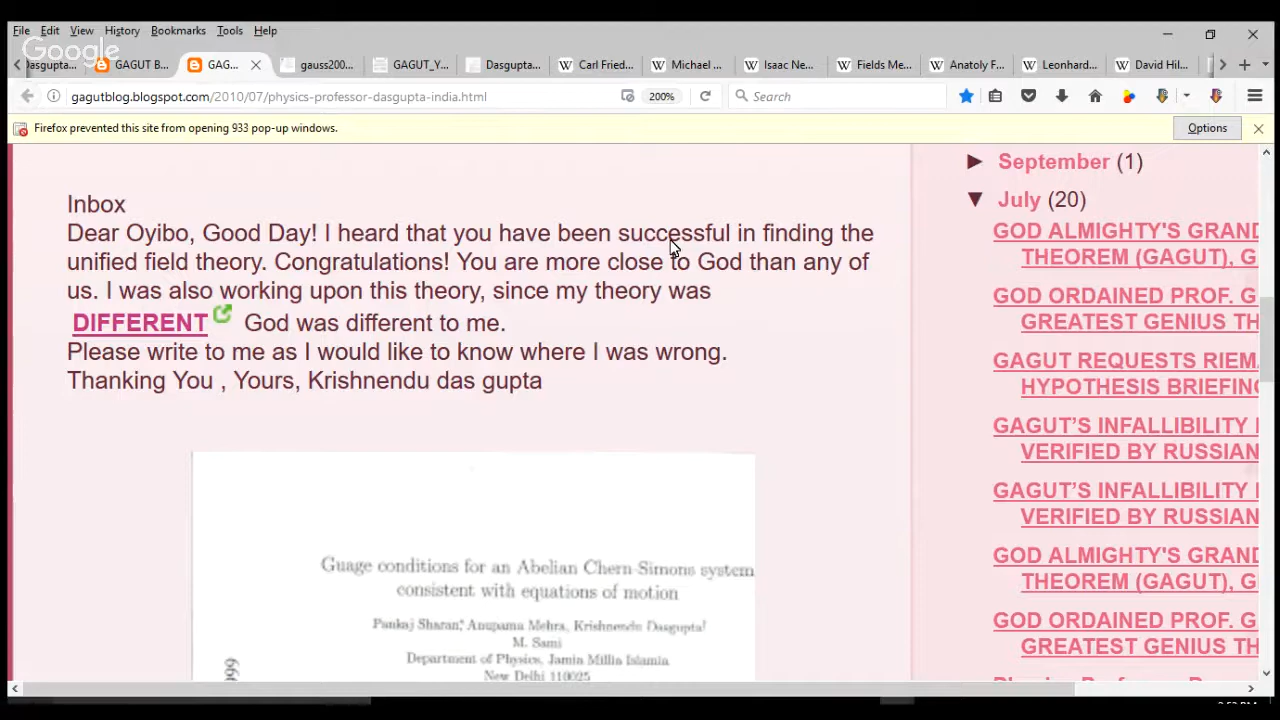 File Edit View History Bookmarks Tools Help
Google
Dasgupta... GAGUT B... GAG... gauss200... GAGUT_Y... Dasgupta... Carl Fried... Michael ... Isaac Ne... Fields Me... Anatoly F... Leonhard... David Hil...
gagutblog.blogspot.com/2010/07/physics-professor-dasgupta-india.html 200% Search
Firefox prevented this site from opening 933 pop-up windows. Options
Inbox
Dear Oyibo, Good Day! I heard that you have been successful in finding the
unified field theory. Congratulations! You are more close to God than any of
us. I was also working upon this theory, since my theory was
DIFFERENT God was different to me.
Please write to me as I would like to know where I was wrong.
Thanking You , Yours, Krishnendu das gupta
Guage conditions for an Abelian Chern-Simons system
consistent with equations of motion
Pankaj Sharan,* Anupama Mehra, Krishnendu Dasgupta†
M. Sami
Department of Physics, Jamia Millia Islamia
New Delhi 110025
September (1)
July (20)
GOD ALMIGHTY'S GRAND
THEOREM (GAGUT), G
GOD ORDAINED PROF. G
GREATEST GENIUS TH
GAGUT REQUESTS RIEM
HYPOTHESIS BRIEFING
GAGUT’S INFALLIBILITY
VERIFIED BY RUSSIAN
GAGUT’S INFALLIBILITY
VERIFIED BY RUSSIAN
GOD ALMIGHTY'S GRAND
THEOREM (GAGUT), G
GOD ORDAINED PROF. G
GREATEST GENIUS TH